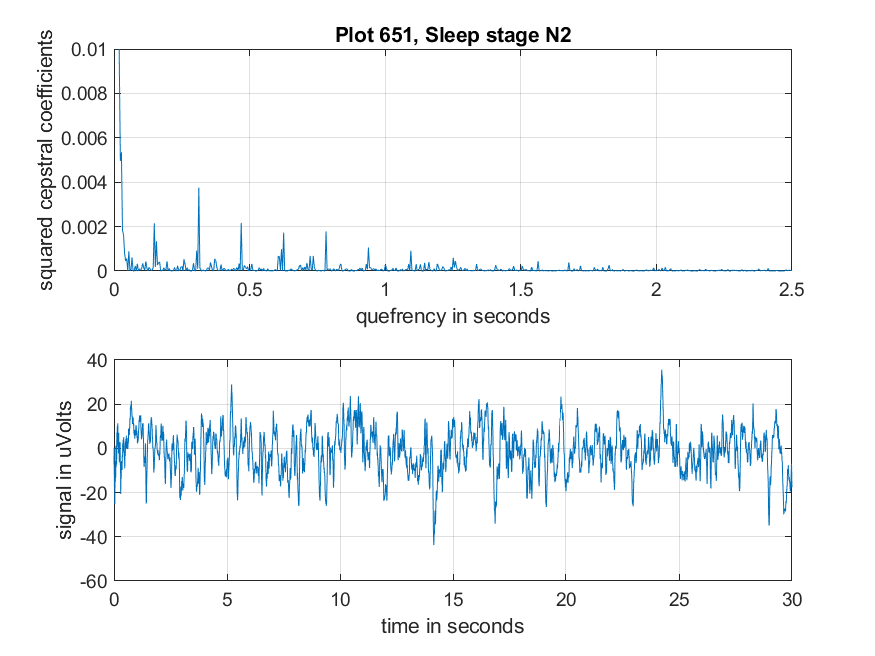 Plot 651, Sleep stage N2
squared cepstral coefficients
0.01
0.008
0.006
0.004
0.002
0
0 0.5 1 1.5 2 2.5
quefrency in seconds
signal in uVolts
40
20
0
-20
-40
-60
0 5 10 15 20 25 30
time in seconds